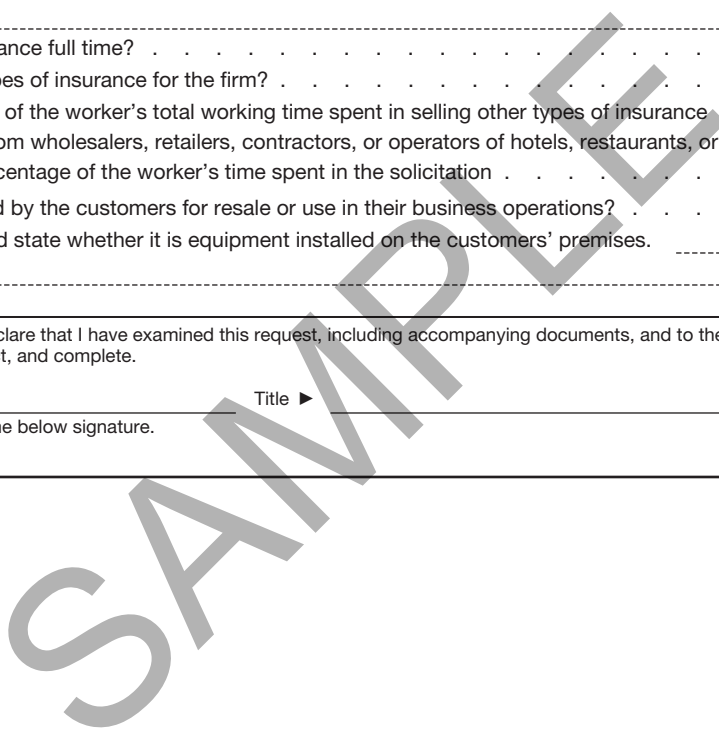 ance full time? . . . . . . . . . . . . . . . . . .
pes of insurance for the firm? . . . . . . . . . . . . . .
of the worker’s total working time spent in selling other types of insurance
om wholesalers, retailers, contractors, or operators of hotels, restaurants, or
centage of the worker’s time spent in the solicitation . . . . . . .
d by the customers for resale or use in their business operations? . . .
d state whether it is equipment installed on the customers’ premises.
clare that I have examined this request, including accompanying documents, and to the
t, and complete.
Title ►
ne below signature.
SAMPLE